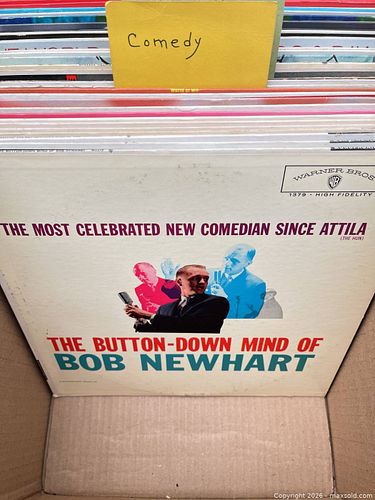 Comedy
WARNER BROS
WB
1379 - HIGH FIDELITY
THE MOST CELEBRATED NEW COMEDIAN SINCE ATTILA
(THE HUN)
THE BUTTON-DOWN MIND OF
BOB NEWHART
Copyright 2026 - maxsold.com